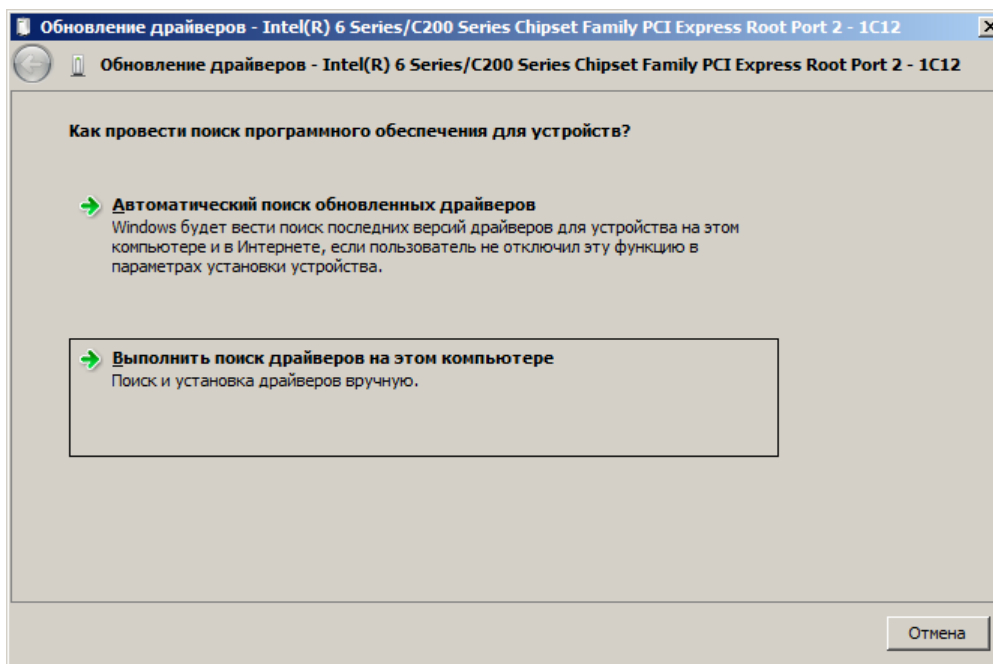 Обновление драйверов - Intel(R) 6 Series/C200 Series Chipset Family PCI Express Root Port 2 - 1C12
Обновление драйверов - Intel(R) 6 Series/C200 Series Chipset Family PCI Express Root Port 2 - 1C12
Как провести поиск программного обеспечения для устройств?
Автоматический поиск обновленных драйверов
Windows будет вести поиск последних версий драйверов для устройства на этом
компьютере и в Интернете, если пользователь не отключил эту функцию в
параметрах установки устройства.
Выполнить поиск драйверов на этом компьютере
Поиск и установка драйверов вручную.
Отмена